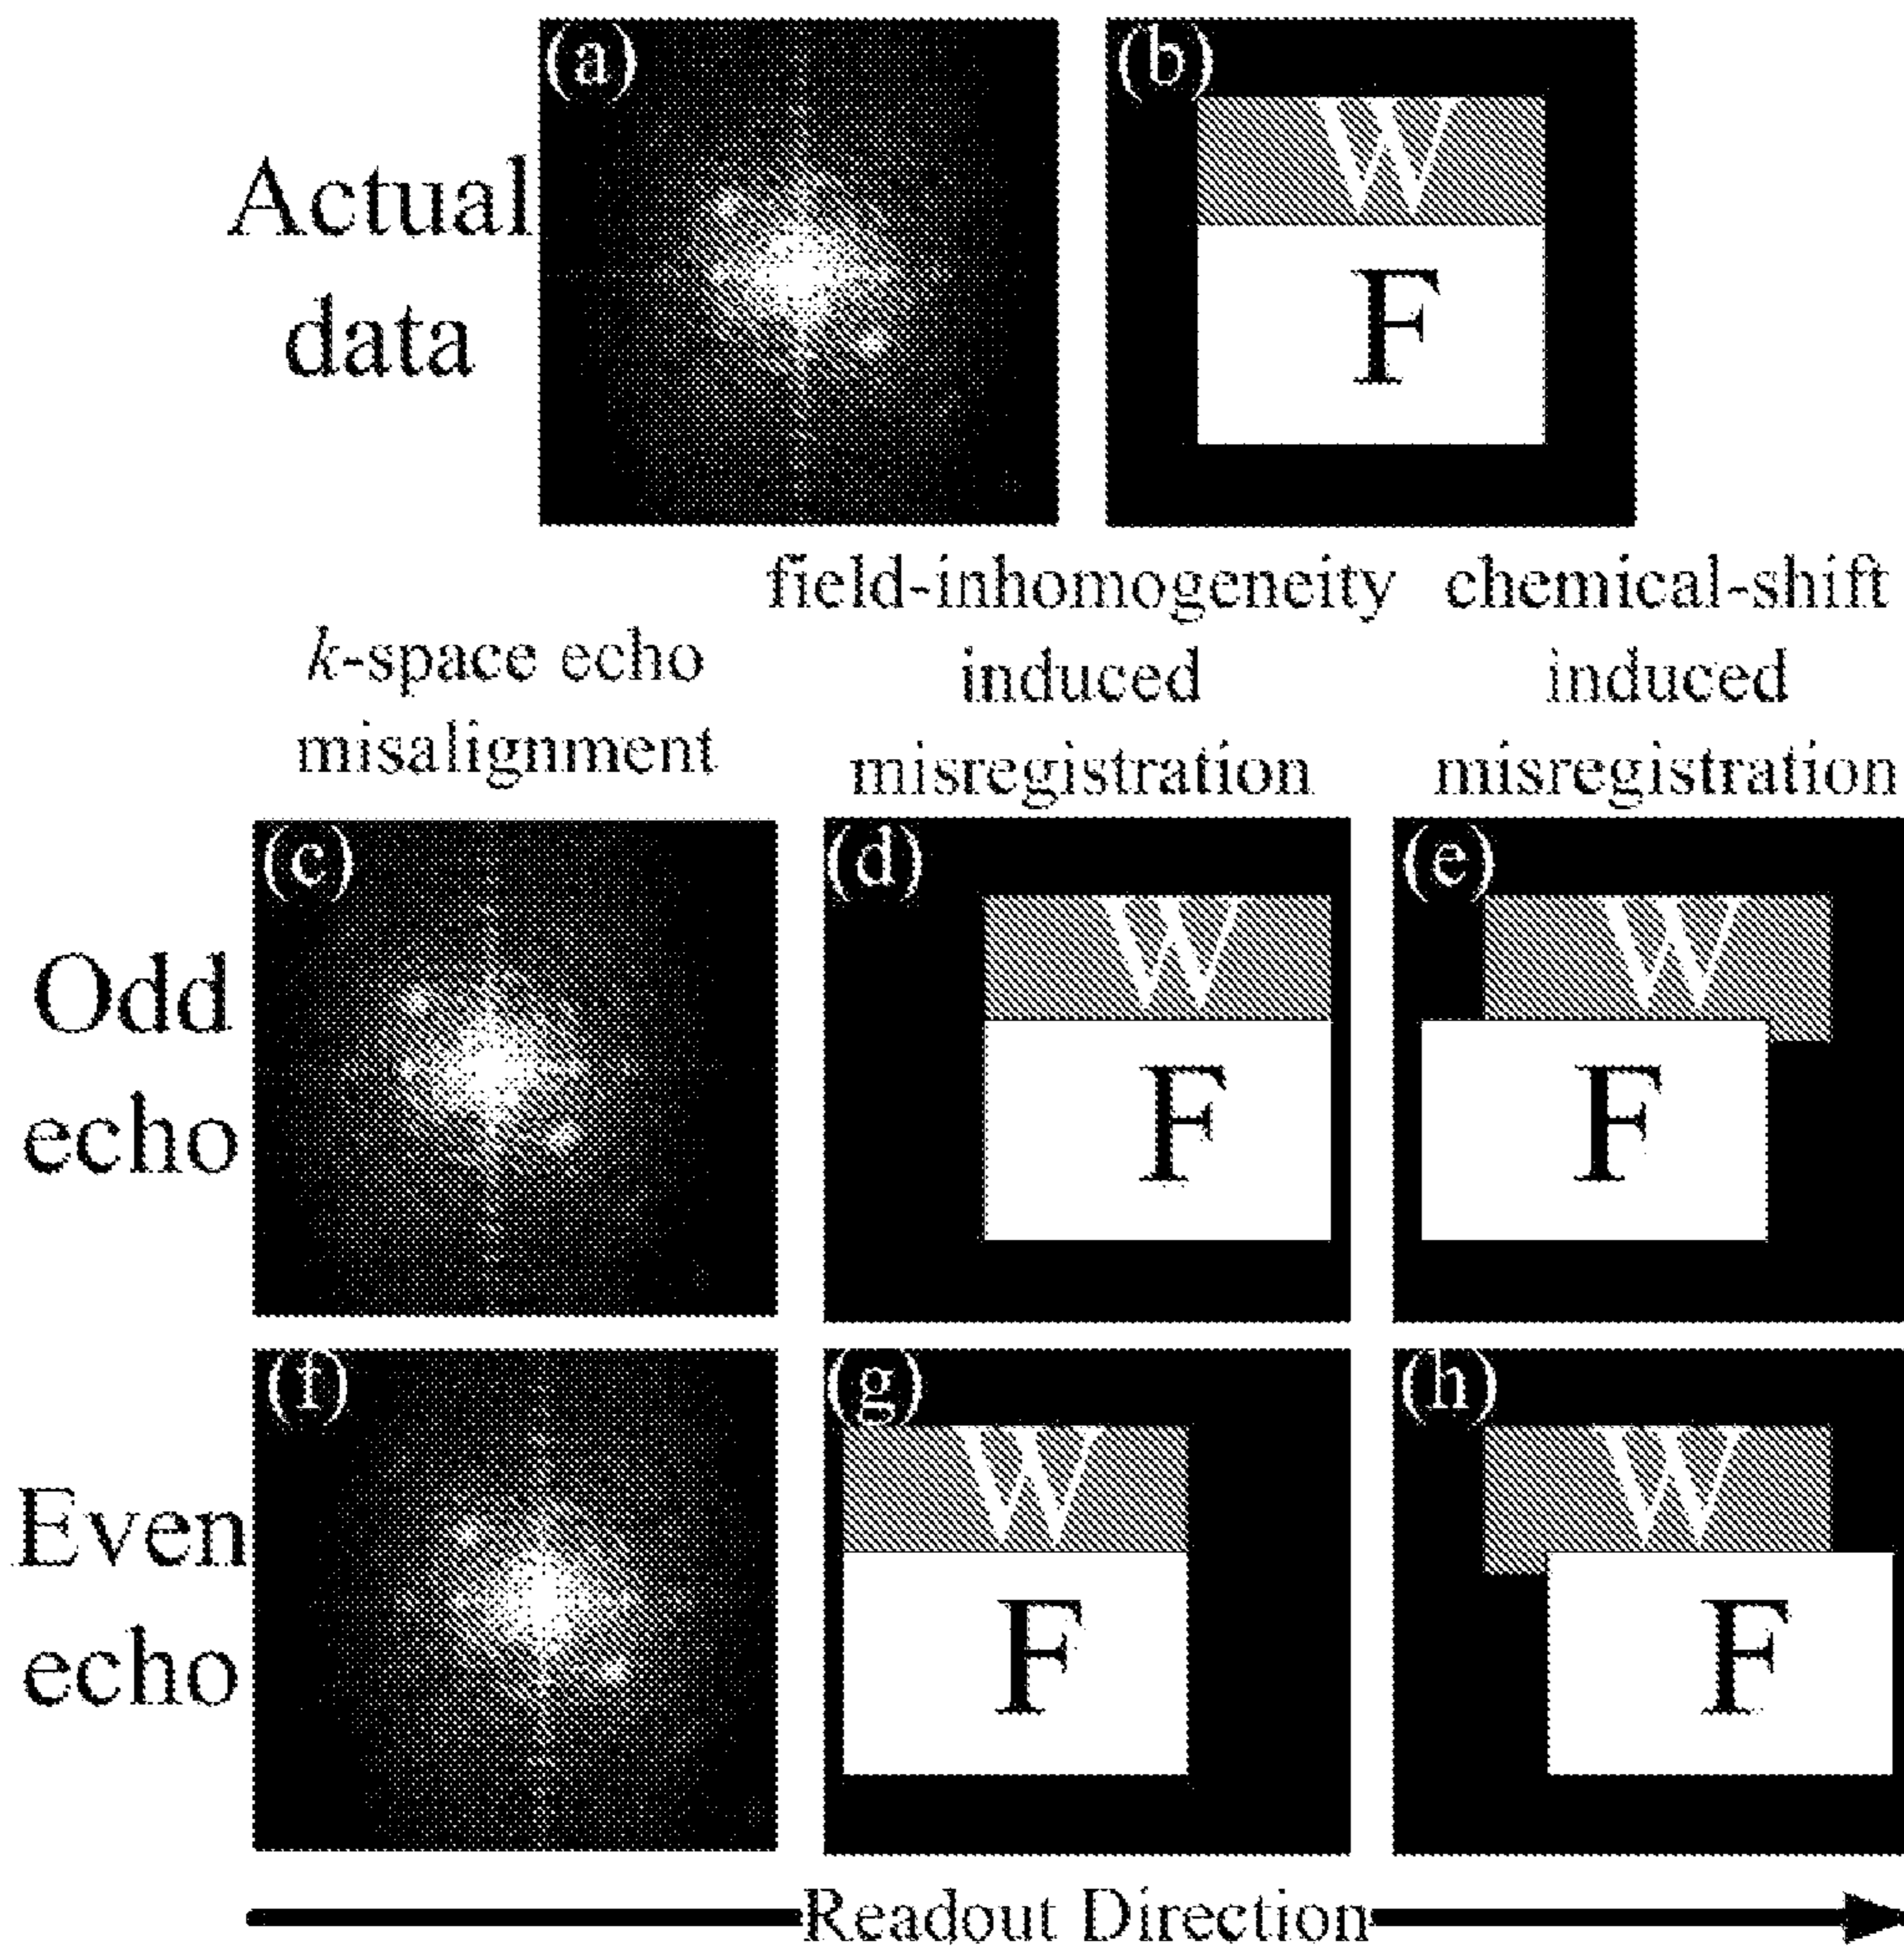 (a)
(b)
W
F
Actual
data
k-space echo
misalignment
field-inhomogeneity
induced
misregistration
chemical-shift
induced
misregistration
Odd
echo
(c)
(d)
W
F
(e)
W
F
Even
echo
(f)
(g)
W
F
(h)
W
F
Readout Direction